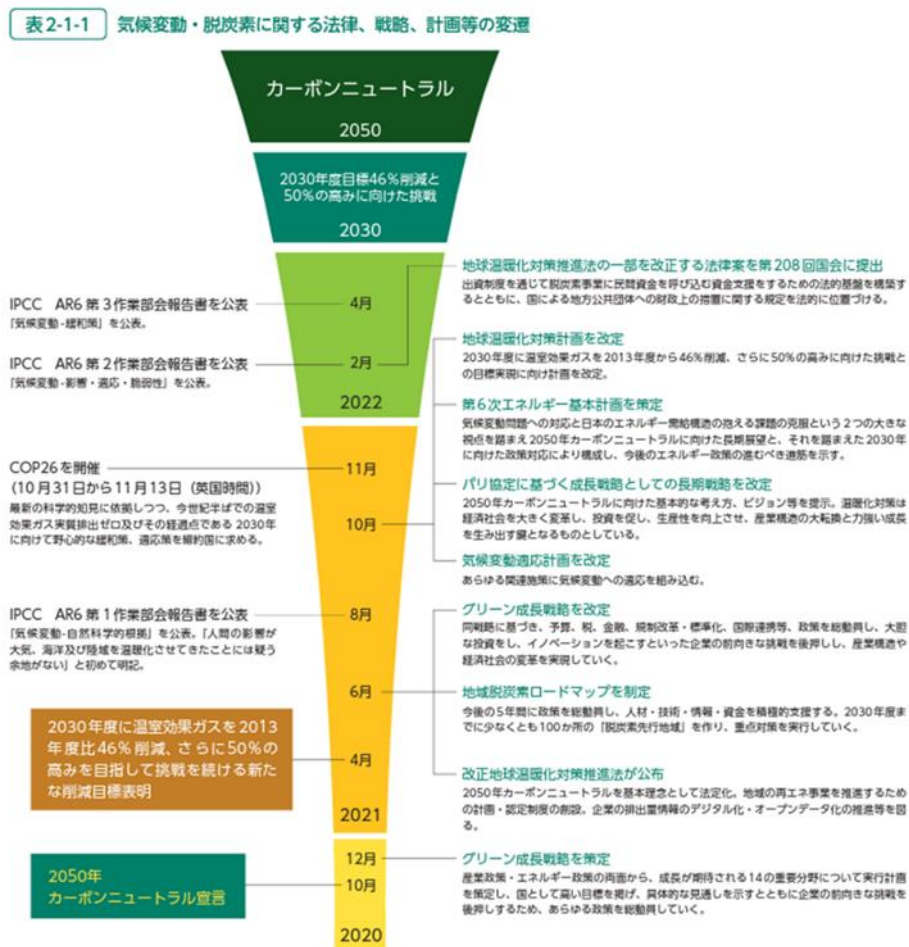 表2-1-1 気候変動・脱炭素に関する法律、戦略、計画等の変遷
カーボンニュートラル
2050
2030年度目標46%削減と
50%の高みに向けた挑戦
2030
IPCC AR6 第3作業部会報告書を公表
「気候変動-緩和策」を公表。
4月
IPCC AR6 第2作業部会報告書を公表
「気候変動-影響・適応・脆弱性」を公表。
2月
2022
地球温暖化対策推進法の一部を改正する法律案を第208回国会に提出
出資制度を通じて脱炭素事業に民間資金を呼び込む資金支援をするための法的基盤を構築す
るとともに、国による地方公共団体への財政上の措置に関する規定を法的に位置づける。
COP26を開催
(10月31日から11月13日(英国時間))
最新の科学的知見に依拠しつつ、今世紀半ばでの温室
効果ガス実質排出ゼロ及びその経過点である2030年
に向けて野心的な緩和策、適応策を締約国に求める。
11月
10月
地球温暖化対策計画を改定
2030年度に温室効果ガスを2013年度から46%削減、さらに50%の高みに向けた挑戦と
の目標実現に向け計画を改定。
第6次エネルギー基本計画を策定
気候変動問題への対応と日本のエネルギー需給構造の抱える課題の克服という2つの大きな
視点を踏まえ2050年カーボンニュートラルに向けた長期展望と、それを踏まえた2030年
に向けた政策対応により構成し、今後のエネルギー政策の進むべき道筋を示す。
パリ協定に基づく成長戦略としての長期戦略を改定
2050年カーボンニュートラルに向けた基本的な考え方、ビジョン等を提示。温暖化対策は
経済社会を大きく変革し、投資を促し、生産性を向上させ、産業構造の大転換と力強い成長
を生み出す鍵となるものとしている。
気候変動適応計画を改定
あらゆる関連施策に気候変動への適応を組み込む。
IPCC AR6 第1作業部会報告書を公表
「気候変動-自然科学的根拠」を公表。「人間の影響が
大気、海洋及び陸域を温暖化させてきたことには疑う
余地がない」と初めて明記。
8月
6月
グリーン成長戦略を改定
同戦略に基づき、予算、税、金融、規制改革・標準化、国際連携等、政策を総動員し、大胆
な投資をし、イノベーションを起こすといった企業の前向きな挑戦を後押しし、産業構造や
経済社会の変革を実現していく。
地域脱炭素ロードマップを制定
今後の5年間に政策を総動員し、人材・技術・情報・資金を積極的支援する。2030年度ま
でに少なくとも100か所の「脱炭素先行地域」を作り、重点対策を実行していく。
改正地球温暖化対策推進法が公布
2050年カーボンニュートラルを基本理念として法定化。地域の再エネ事業を推進するため
の計画・認定制度の創設。企業の排出量情報のデジタル化・オープンデータ化の推進等を図
る。
2030年度に温室効果ガスを2013
年度比46%削減、さらに50%の
高みを目指して挑戦を続ける新た
な削減目標表明
4月
2021
12月
グリーン成長戦略を策定
産業政策・エネルギー政策の両面から、成長が期待される14の重要分野について実行計画
を策定し、国として高い目標を掲げ、具体的な見通しを示すとともに企業の前向きな挑戦を
後押しするため、あらゆる政策を総動員していく。
2050年
カーボンニュートラル宣言
10月
2020